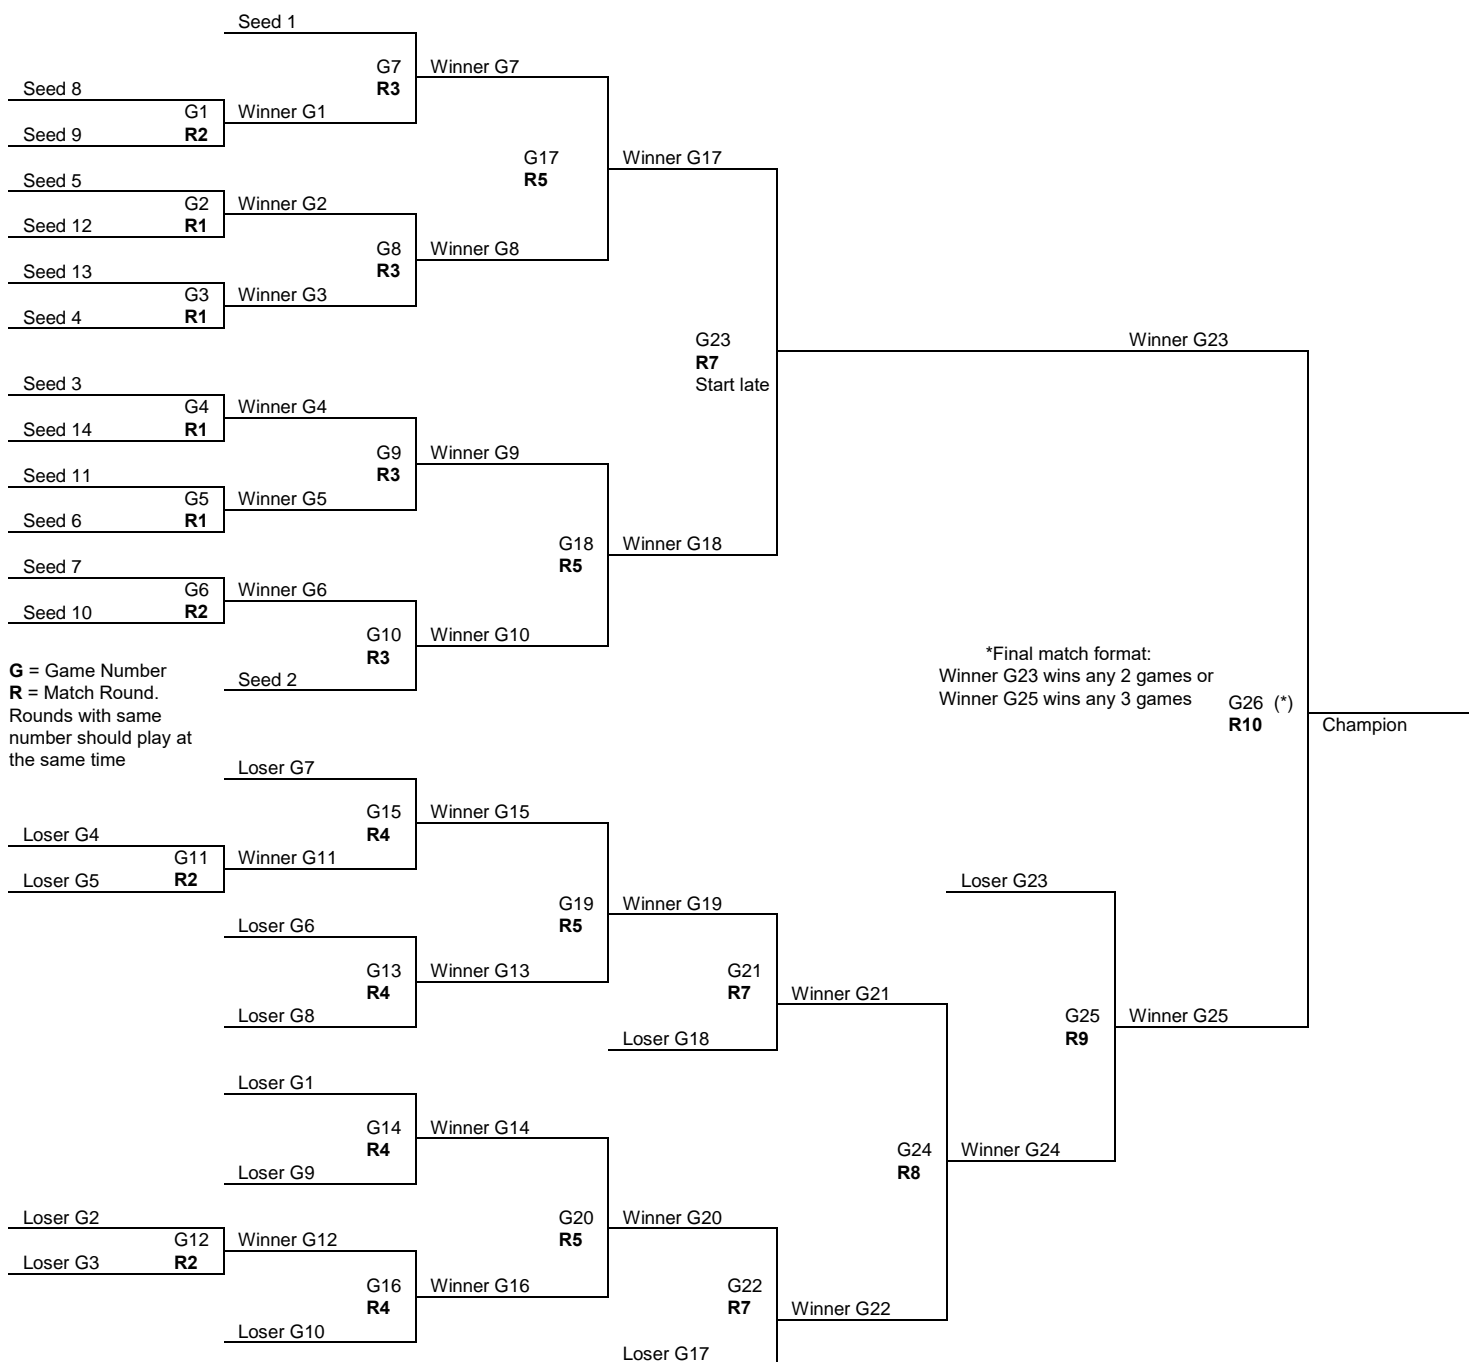 Seed 1
G7
Winner G7
R3
Seed 8
G1
Winner G1
Seed 9
R2
G17
Winner G17
R5
Seed 5
G2
Winner G2
Seed 12
R1
G8
Winner G8
R3
Seed 13
G3
Winner G3
Seed 4
R1
G23
Winner G23
R7
Start late
Seed 3
G4
Winner G4
Seed 14
R1
G9
Winner G9
R3
Seed 11
G5
Winner G5
Seed 6
R1
G18
Winner G18
R5
Seed 7
G6
Winner G6
Seed 10
R2
G10
Winner G10
R3
Seed 2
G = Game Number
R = Match Round.
Rounds with same
number should play at
the same time
*Final match format:
Winner G23 wins any 2 games or
Winner G25 wins any 3 games
G26 (*)
R10
Champion
Loser G7
G15
Winner G15
R4
Loser G4
G11
Winner G11
Loser G5
R2
Loser G23
G19
Winner G19
R5
Loser G6
G13
Winner G13
R4
G21
R7
Winner G21
Loser G8
Loser G18
G25
Winner G25
R9
Loser G1
G14
Winner G14
R4
Loser G9
G24
Winner G24
R8
Loser G2
G12
Winner G12
Loser G3
R2
G20
Winner G20
R5
G16
Winner G16
R4
G22
R7
Winner G22
Loser G10
Loser G17